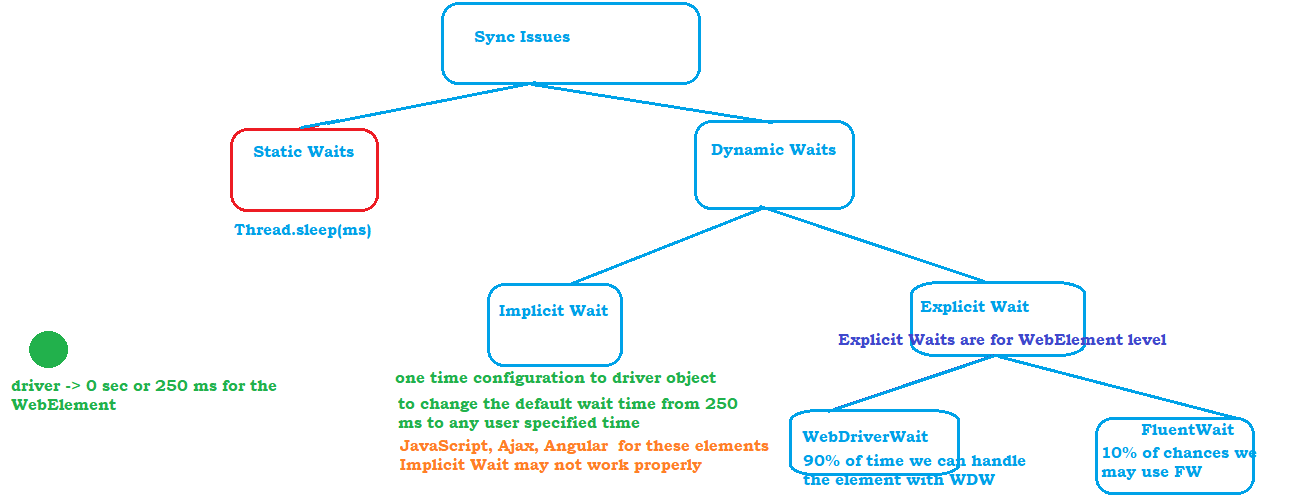 Sync Issues
Static Waits
Dynamic Waits
Thread.sleep(ms)
Implicit Wait
Explicit Wait
Explicit Waits are for WebElement level
driver -> 0 sec or 250 ms for the
WebElement
one time configuration to driver object
to change the default wait time from 250
ms to any user specified time
JavaScript, Ajax, Angular for these elements
Implicit Wait may not work properly
WebDriverWait
90% of time we can handle
the element with WDW
FluentWait
10% of chances we
may use FW